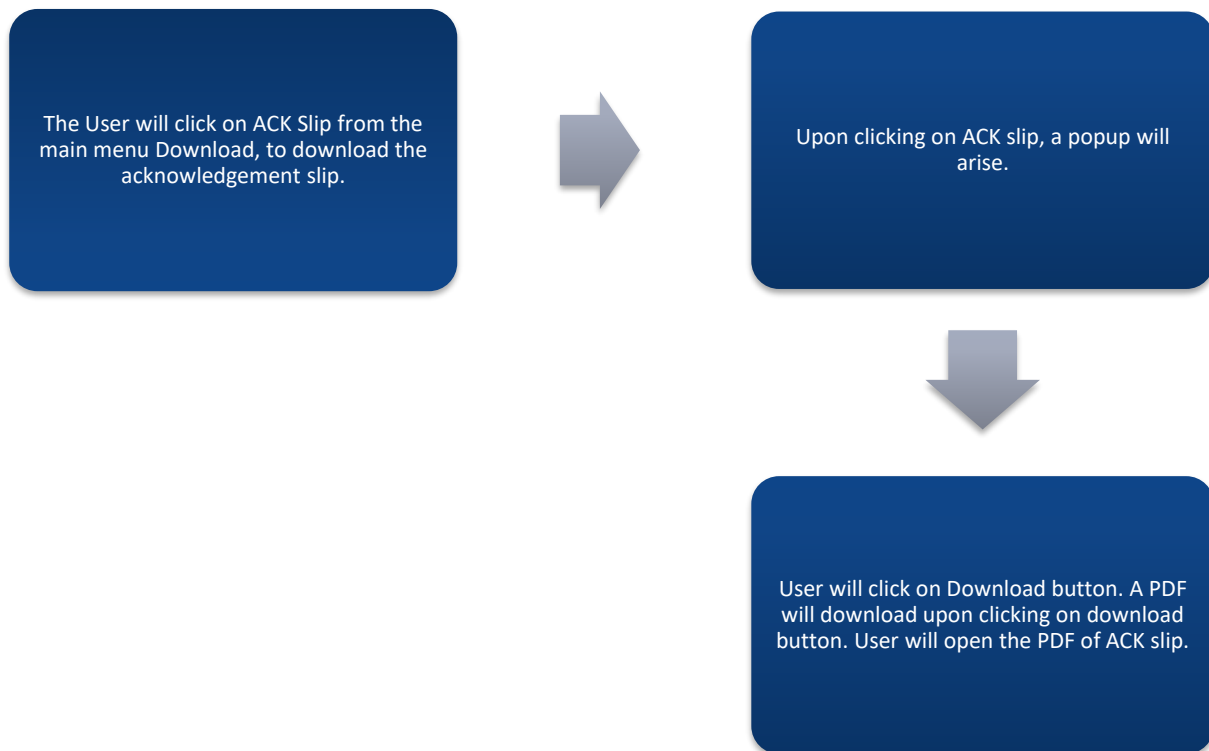 The User will click on ACK Slip from the
main menu Download, to download the
acknowledgement slip.
Upon clicking on ACK slip, a popup will
arise.
User will click on Download button. A PDF
will download upon clicking on download
button. User will open the PDF of ACK slip.